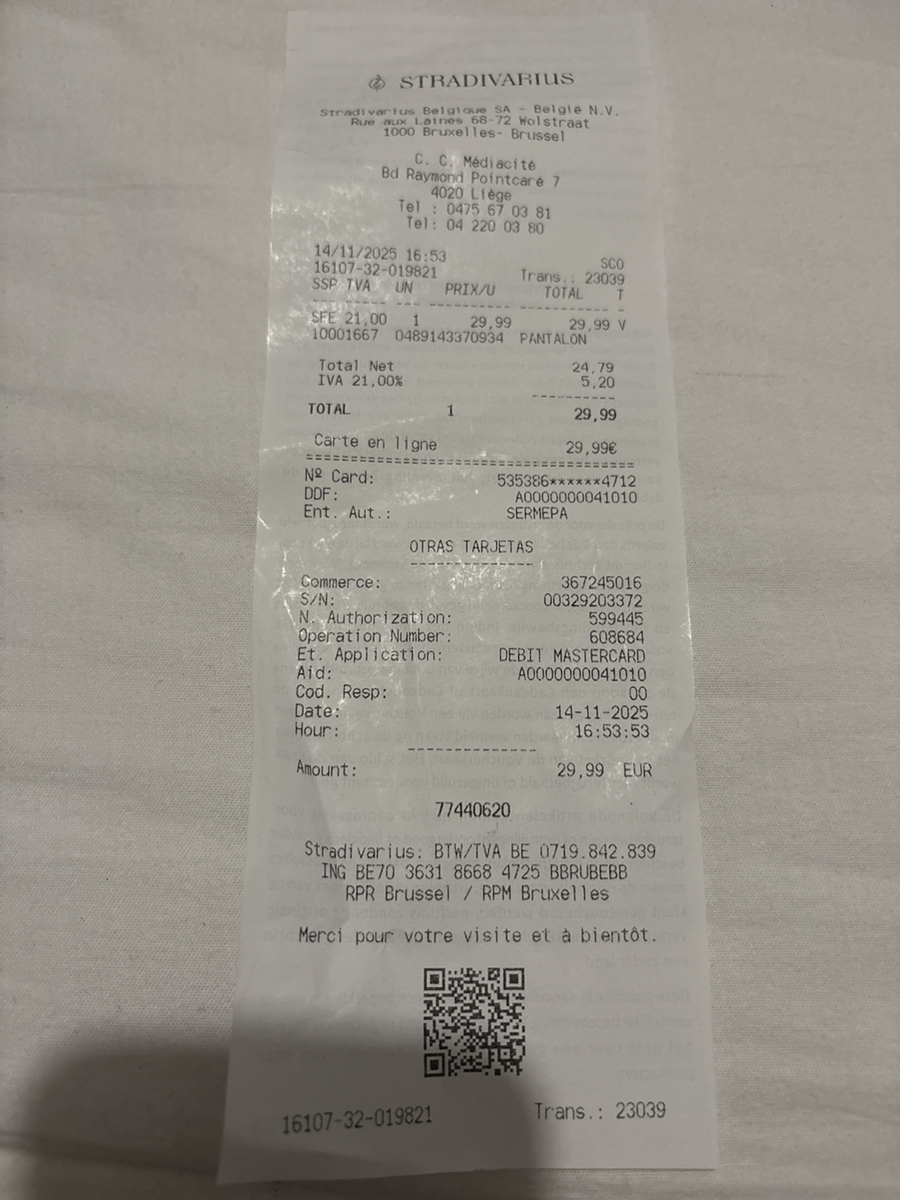 STRADIVARIUS
Stradivarius Belgique SA - België N.V.
Rue aux Laines 68-72 Wolstraat
1000 Bruxelles- Brussel
C. C. Médiacité
Bd Raymond Pointcaré 7
4020 Liège
Tel : 0475 67 03 81
Tel: 04 220 03 80
14/11/2025 16:53 SCO
16107-32-019821 Trans.: 23039
SSP TVA UN PRIX/U TOTAL T
SFE 21,00 1 29,99 29,99 V
10001667 0489143370934 PANTALON
Total Net 24,79
IVA 21,00% 5,20
TOTAL 1 29,99
Carte en ligne 29,99€
Nº Card: 535386******4712
DDF: A0000000041010
Ent. Aut.: SERMEPA
OTRAS TARJETAS
Commerce: 367245016
S/N: 00329203372
N. Authorization: 599445
Operation Number: 608684
Et. Application: DEBIT MASTERCARD
Aid: A0000000041010
Cod. Resp: 00
Date: 14-11-2025
Hour: 16:53:53
Amount: 29,99 EUR
77440620
Stradivarius: BTW/TVA BE 0719.842.839
ING BE70 3631 8668 4725 BBRUBEBB
RPR Brussel / RPM Bruxelles
Merci pour votre visite et à bientôt.
16107-32-019821 Trans.: 23039